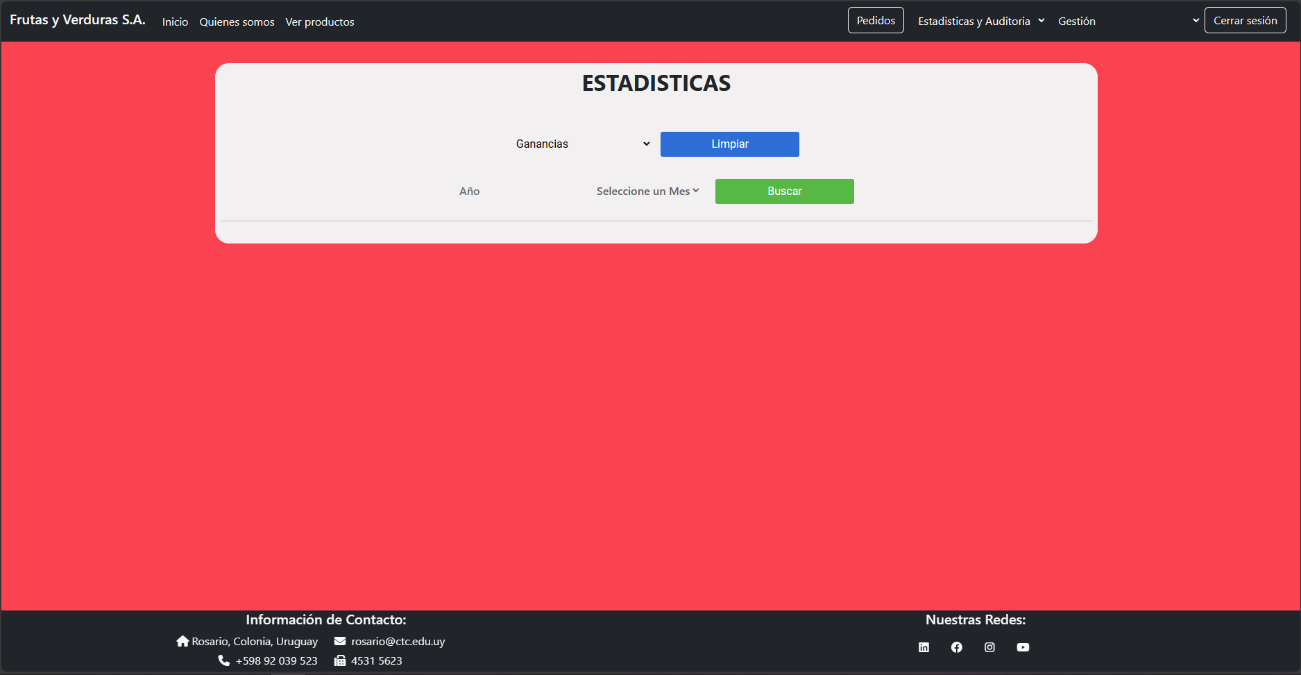 Frutas y Verduras S.A. Inicio Quienes somos Ver productos Pedidos Estadisticas y Auditoria Gestión Cerrar sesión
ESTADISTICAS
Ganancias Limpiar
Año Seleccione un Mes Buscar
Información de Contacto:
Rosario, Colonia, Uruguay rosario@ctc.edu.uy
+598 92 039 523 4531 5623
Nuestras Redes: